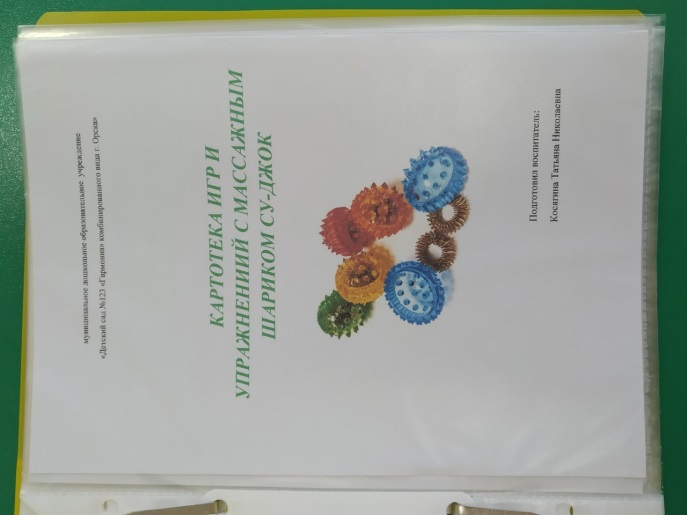 муниципальное дошкольное образовательное учреждение
«Детский сад №123 «Гармония» комбинированного вида г. Орска»
КАРТОТЕКА ИГР И
УПРАЖНЕНИИЙ С МАССАЖНЫМ
ШАРИКОМ СУ-ДЖОК
Подготовил воспитатель:
Косягина Татьяна Николаевна